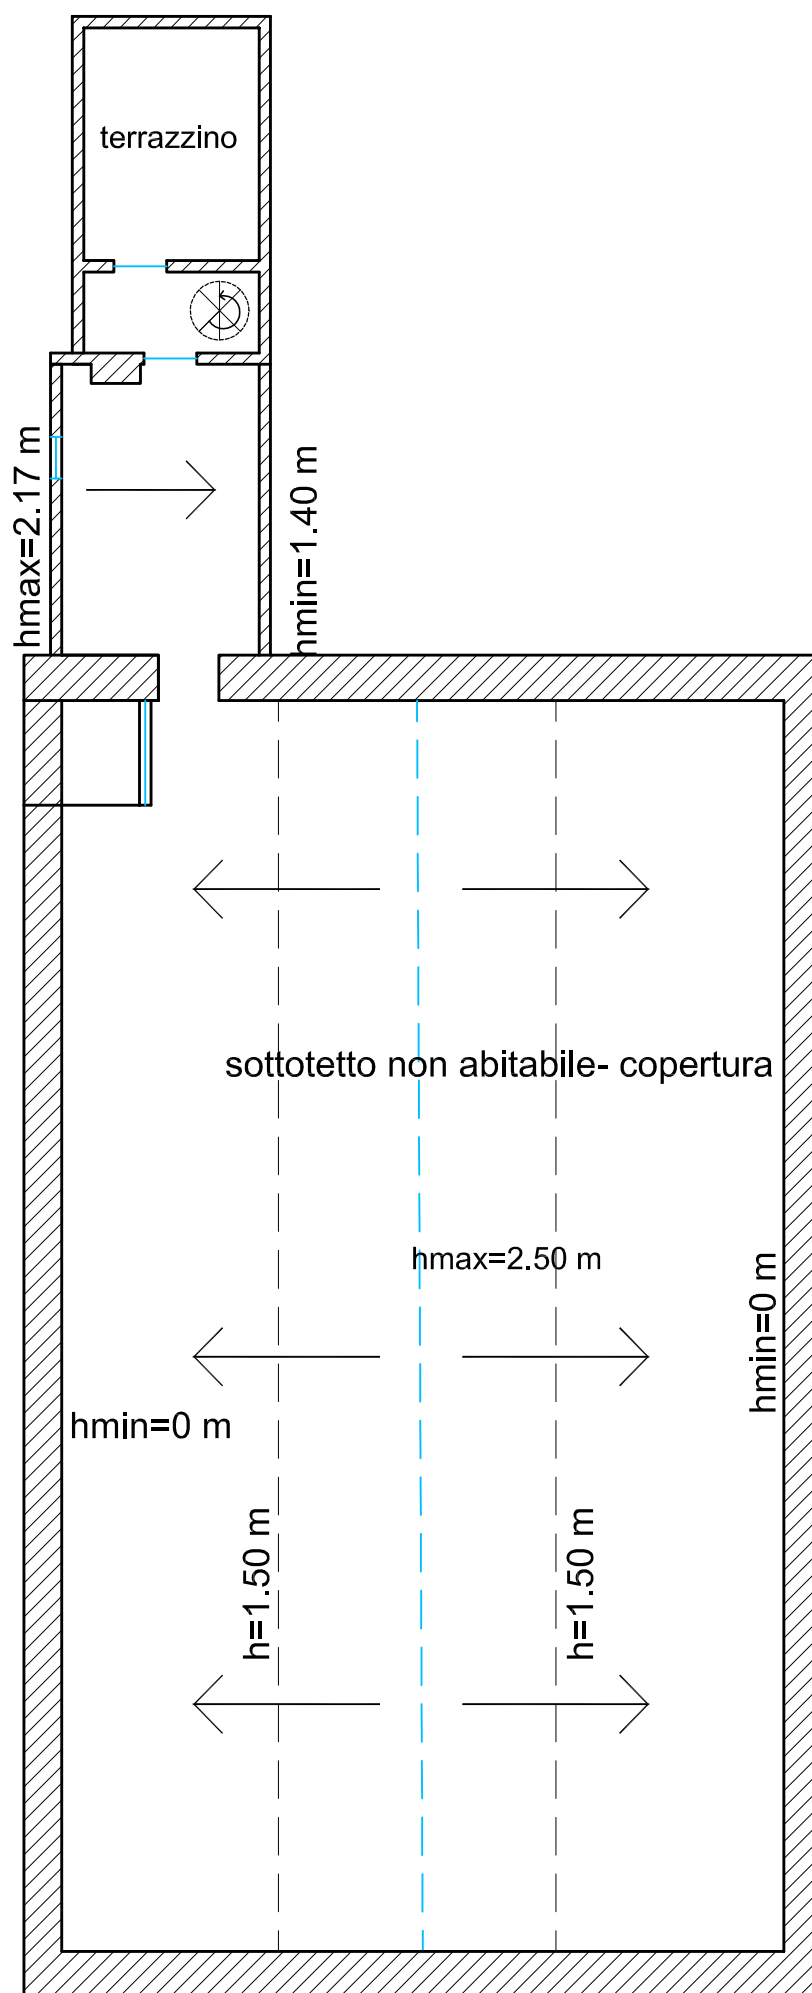 terrazzino
hmax=2.17 m
hmin=1.40 m
sottotetto non abitabile- copertura
hmax=2.50 m
hmin=0 m
hmin=0 m
h=1.50 m
h=1.50 m